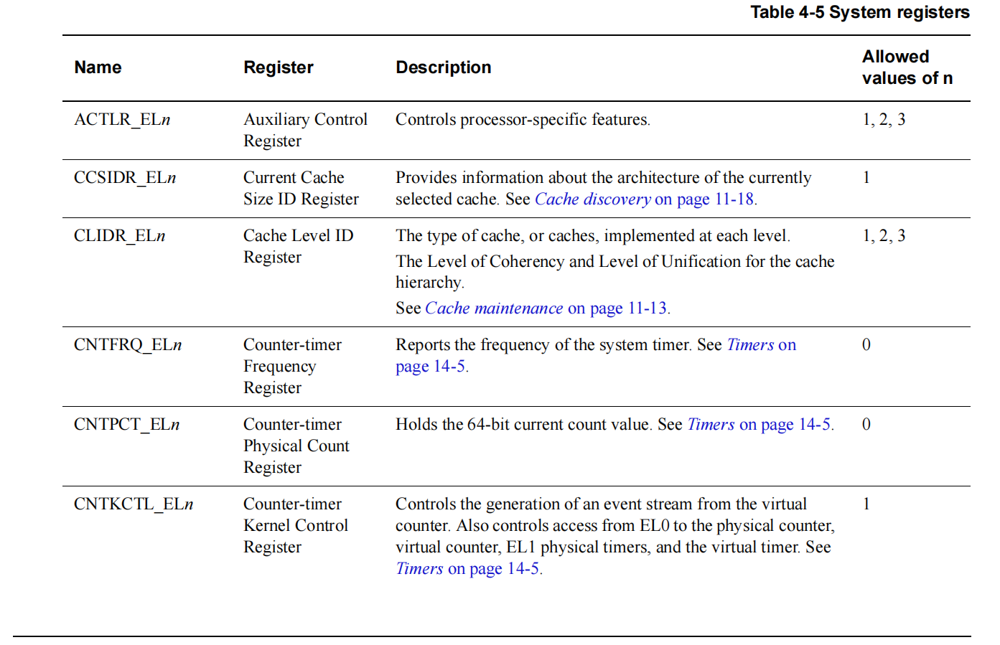 Table 4-5 System registers
Name Register Description Allowed
values of n
ACTLR_ELn Auxiliary Control Controls processor-specific features. 1, 2, 3
Register
CCSIDR_ELn Current Cache Provides information about the architecture of the currently 1
Size ID Register selected cache. See Cache discovery on page 11-18.
CLIDR_ELn Cache Level ID The type of cache, or caches, implemented at each level. 1, 2, 3
Register The Level of Coherency and Level of Unification for the cache
hierarchy.
See Cache maintenance on page 11-13.
CNTFRQ_ELn Counter-timer Reports the frequency of the system timer. See Timers on 0
Frequency page 14-5.
Register
CNTPCT_ELn Counter-timer Holds the 64-bit current count value. See Timers on page 14-5. 0
Physical Count
Register
CNTKCTL_ELn Counter-timer Controls the generation of an event stream from the virtual 1
Kernel Control counter. Also controls access from EL0 to the physical counter,
Register virtual counter, EL1 physical timers, and the virtual timer. See
Timers on page 14-5.